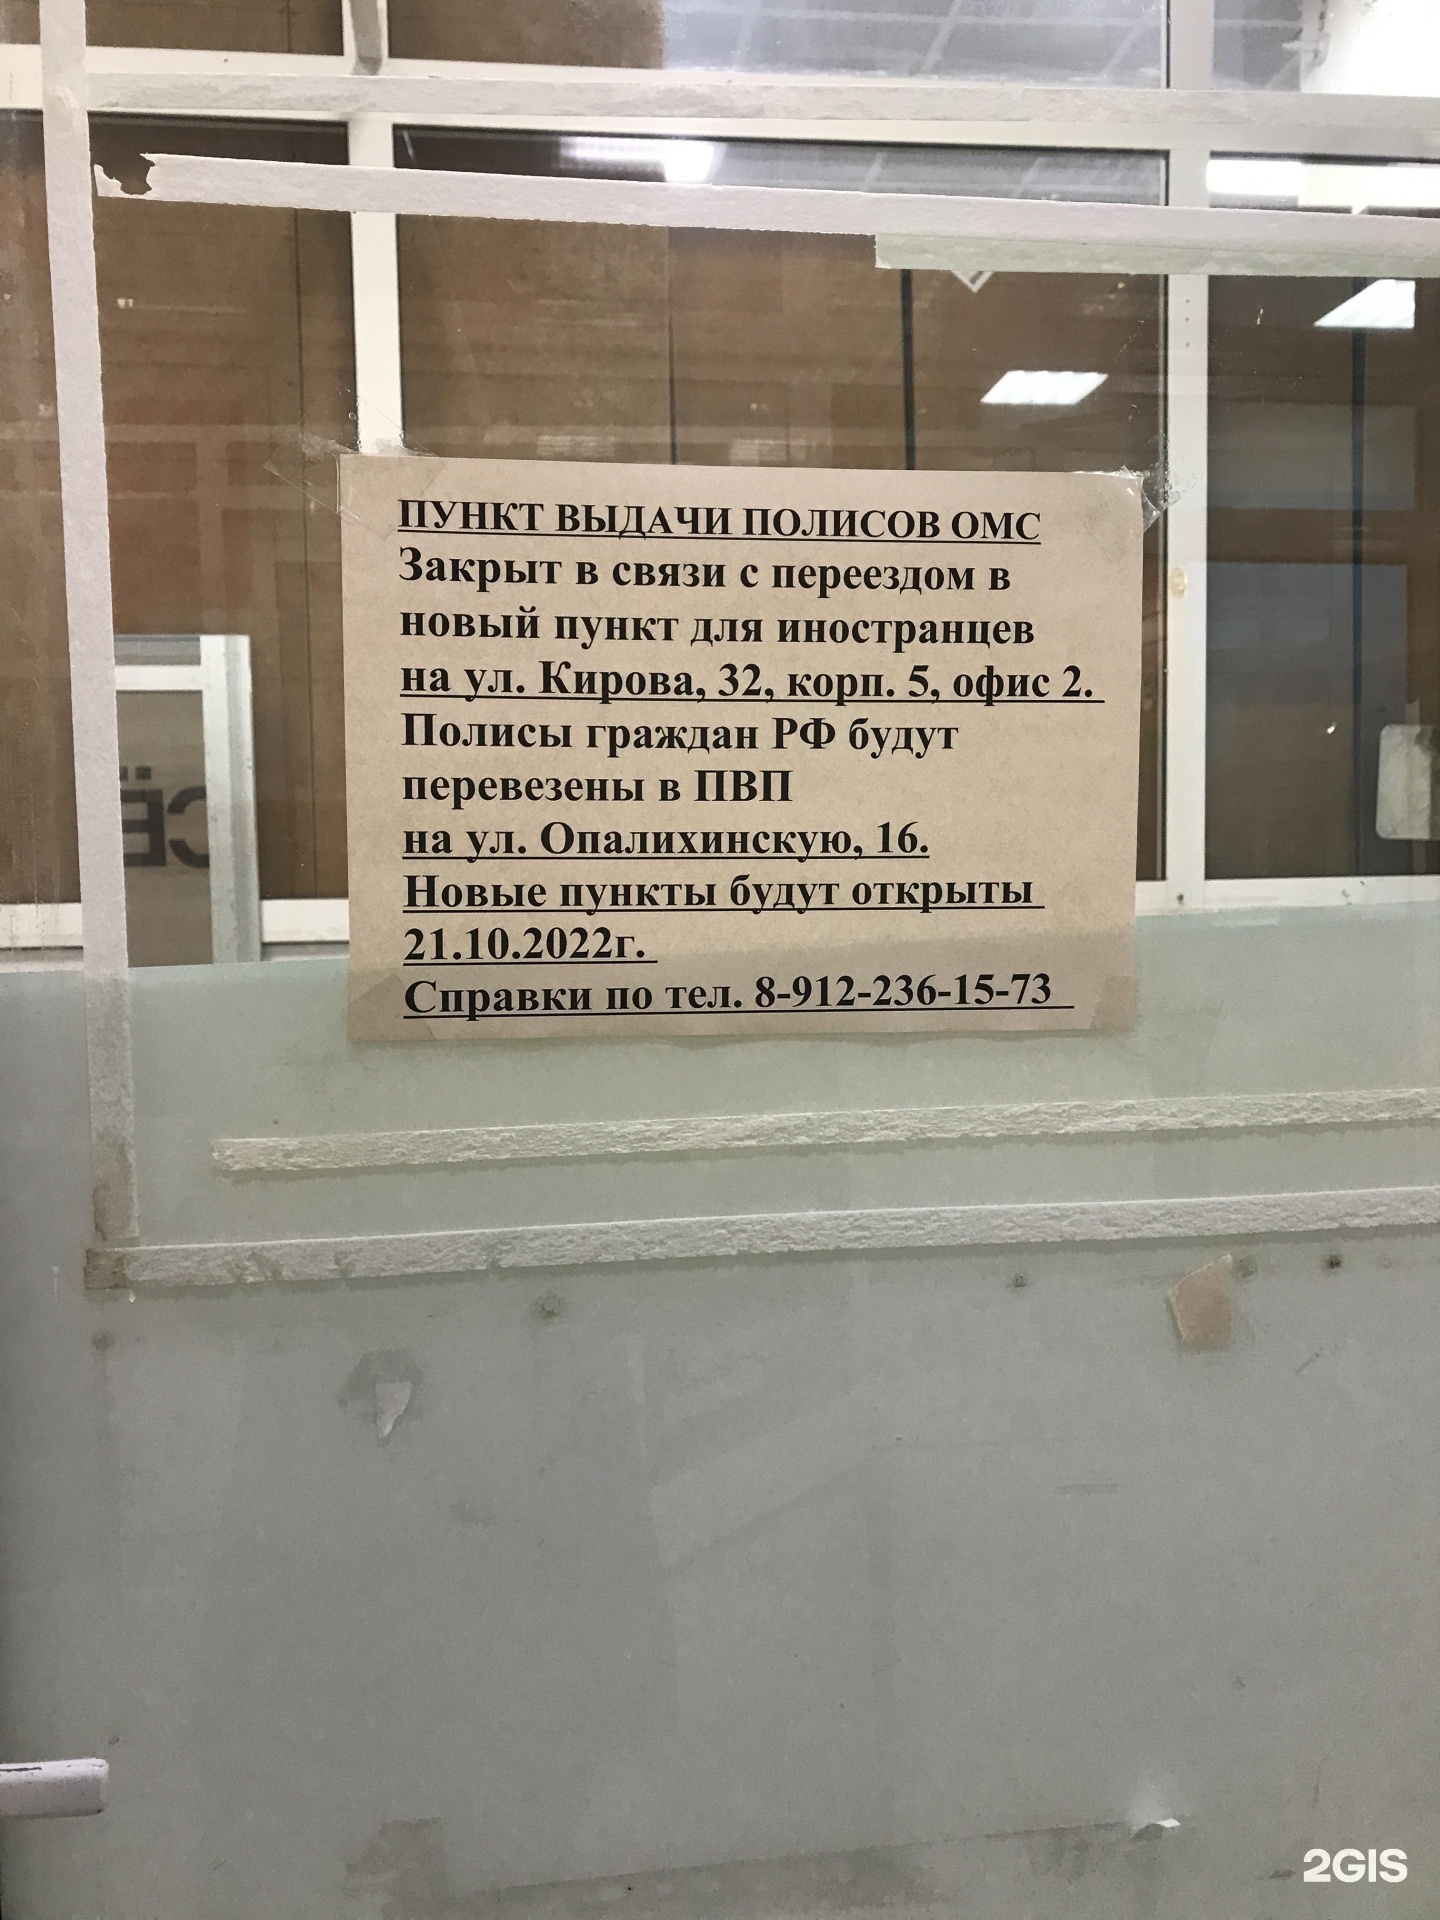 ПУНКТ ВЫДАЧИ ПОЛИСОВ ОМС
Закрыт в связи с переездом в
новый пункт для иностранцев
на ул. Кирова, 32, корп. 5, офис 2.
Полисы граждан РФ будут
перевезены в ПВП
на ул. Опалихинскую, 16.
Новые пункты будут открыты
21.10.2022г.
Справки по тел. 8-912-236-15-73
2GIS